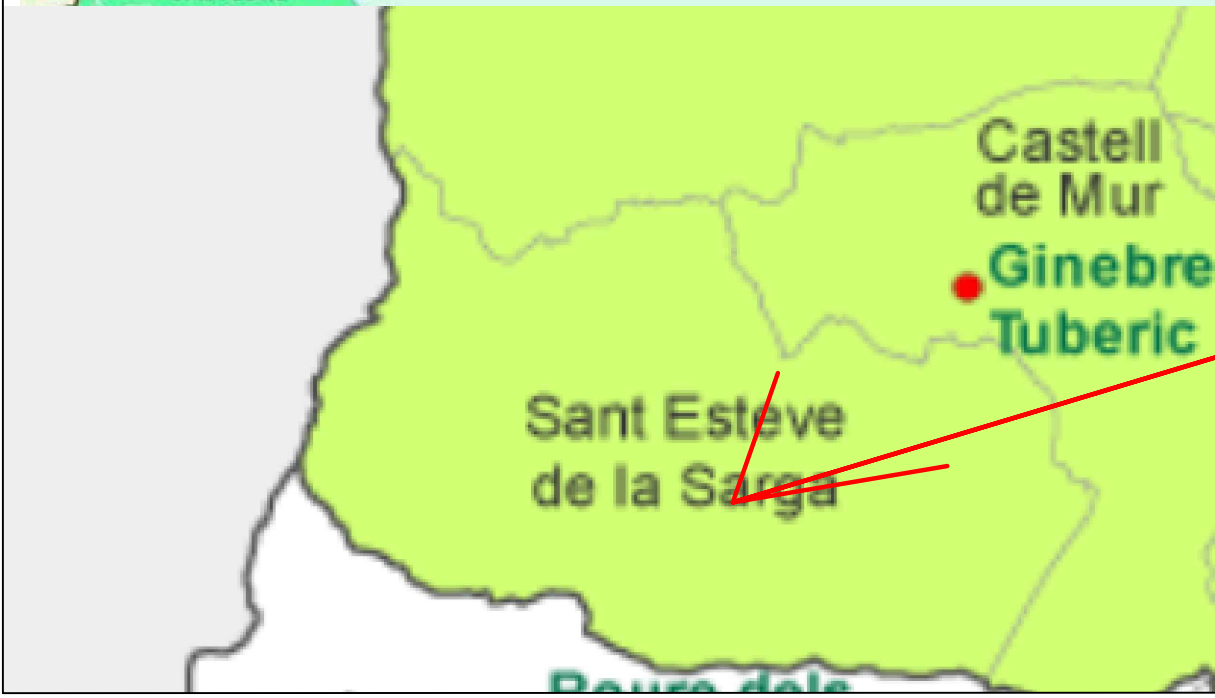 Castell
de Mur
Ginebre
Tuberic
Sant Esteve
de la Sarga